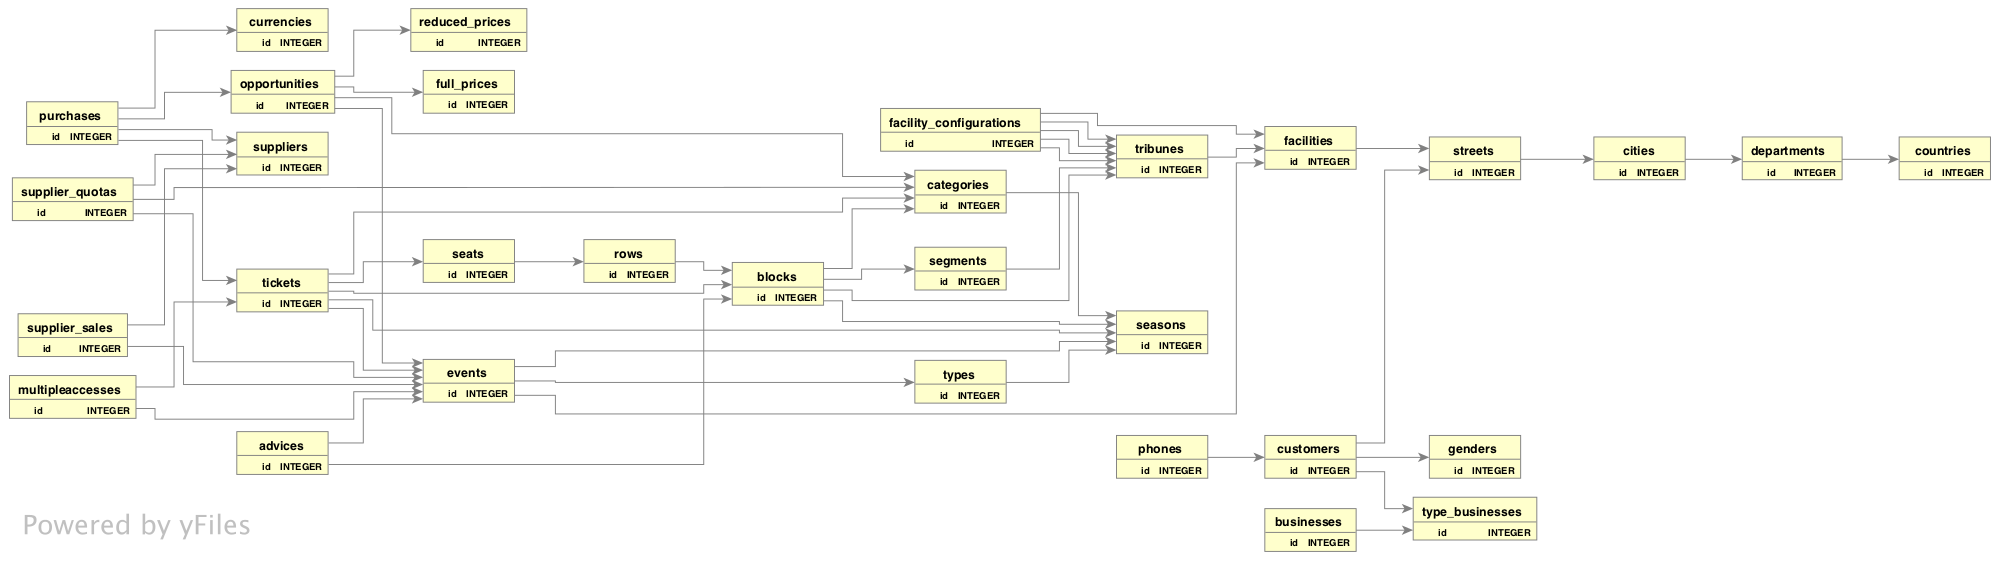 currencies
id INTEGER
reduced_prices
id INTEGER
opportunities
id INTEGER
full_prices
id INTEGER
purchases
id INTEGER
suppliers
id INTEGER
supplier_quotas
id INTEGER
facility_configurations
id INTEGER
tribunes
id INTEGER
facilities
id INTEGER
streets
id INTEGER
cities
id INTEGER
departments
id INTEGER
countries
id INTEGER
categories
id INTEGER
seats
id INTEGER
rows
id INTEGER
blocks
id INTEGER
segments
id INTEGER
tickets
id INTEGER
supplier_sales
id INTEGER
seasons
id INTEGER
events
id INTEGER
types
id INTEGER
multipleaccesses
id INTEGER
advices
id INTEGER
phones
id INTEGER
customers
id INTEGER
genders
id INTEGER
type_businesses
id INTEGER
businesses
id INTEGER
Powered by yFiles